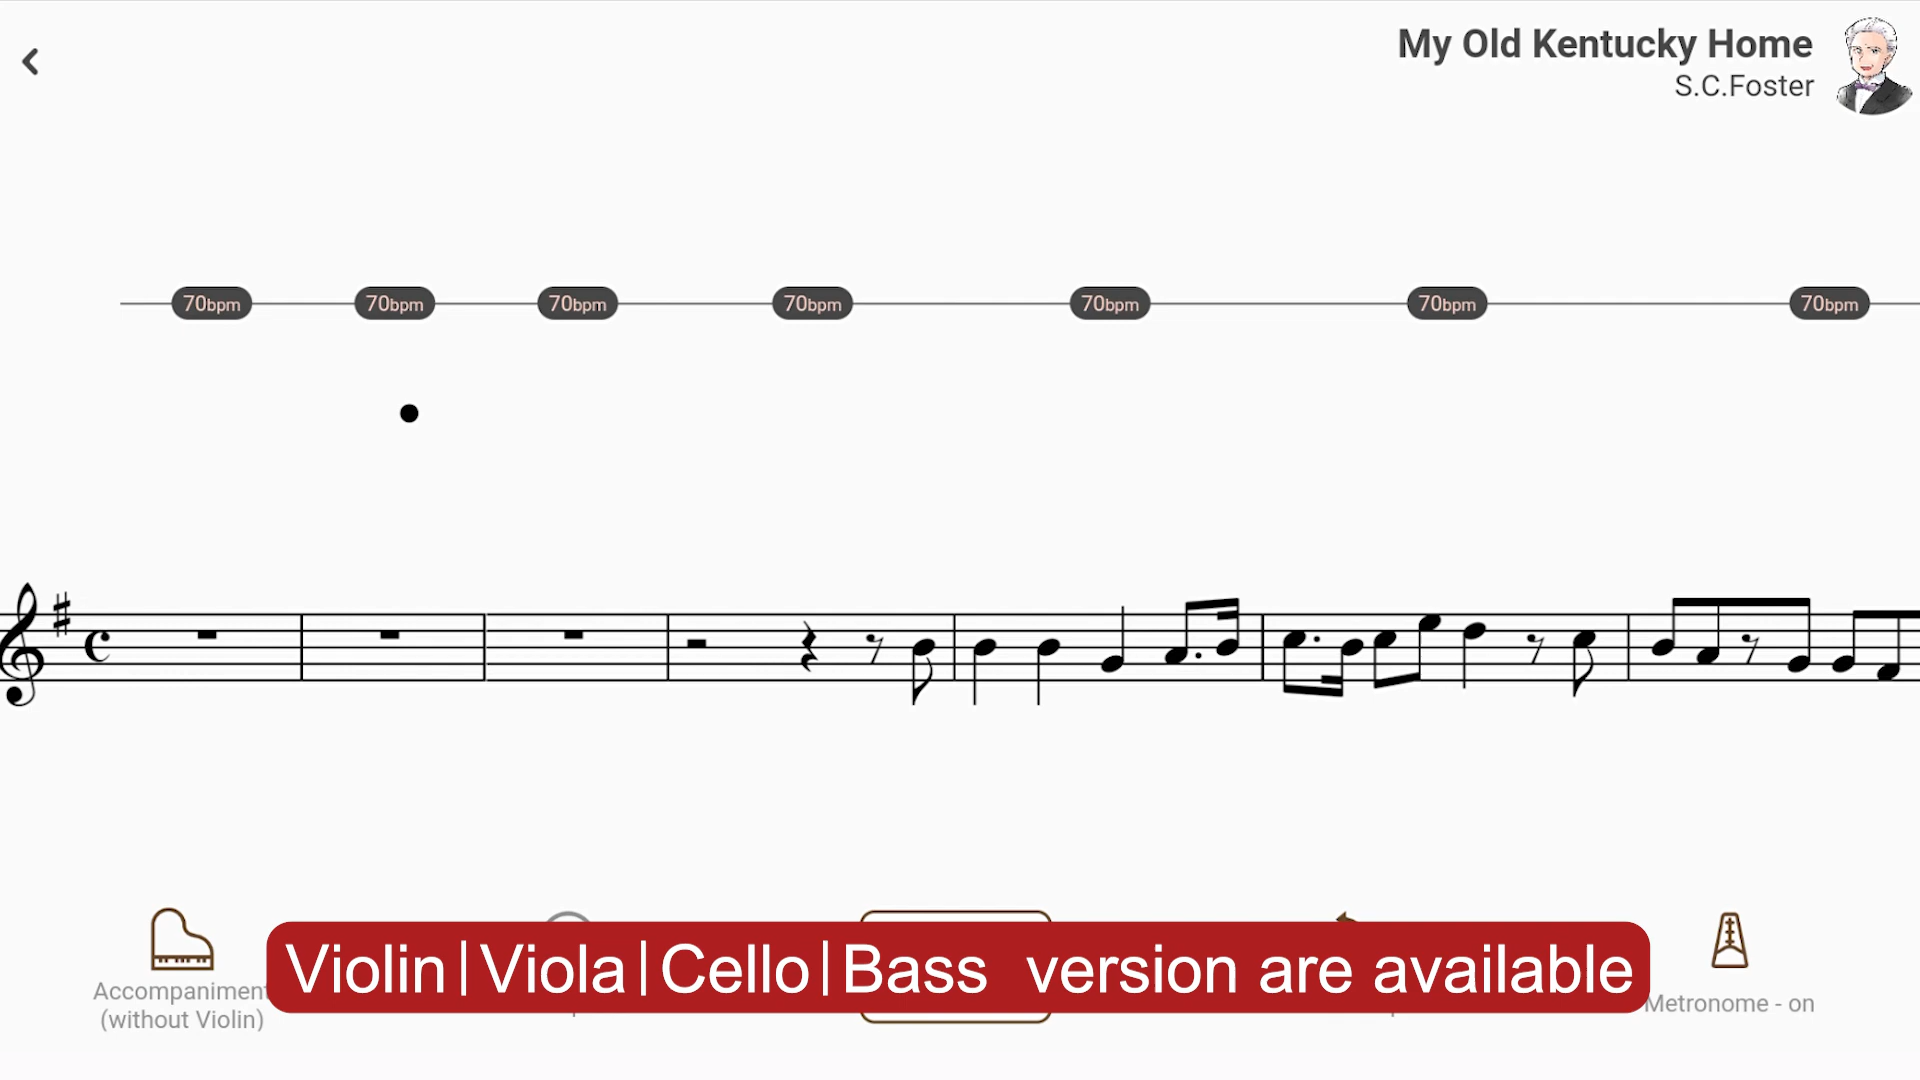 My Old Kentucky Home
S.C.Foster
70bpm 70bpm 70bpm 70bpm 70bpm 70bpm 70bpm
Violin|Viola|Cello|Bass version are available
Accompaniment
(without Violin)
Metronome - on